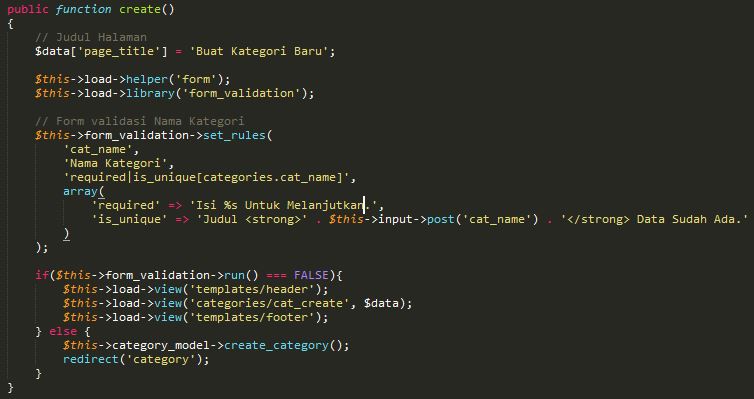 public function create()
{
// Judul Halaman
$data['page_title'] = 'Buat Kategori Baru';
$this->load->helper('form');
$this->load->library('form_validation');
// Form validasi Nama Kategori
$this->form_validation->set_rules(
'cat_name',
'Nama Kategori',
'required|is_unique[categories.cat_name]',
array(
'required' => 'Isi %s Untuk Melanjutkan.',
'is_unique' => 'Judul <strong>' . $this->input->post('cat_name') . '</strong> Data Sudah Ada.'
)
);
if($this->form_validation->run() === FALSE){
$this->load->view('templates/header');
$this->load->view('categories/cat_create', $data);
$this->load->view('templates/footer');
} else {
$this->category_model->create_category();
redirect('category');
}
}